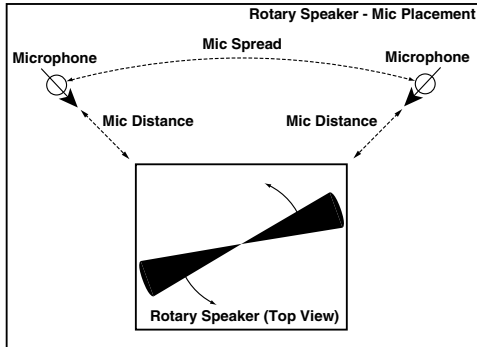 Rotary Speaker - Mic Placement
Mic Spread
Microphone
Microphone
Mic Distance
Mic Distance
Rotary Speaker (Top View)